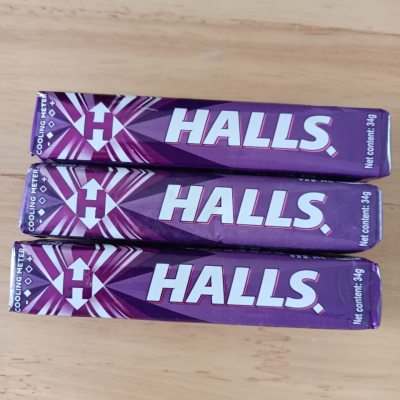 COOLING METER
- +
H
HALLS.
Net content: 34g
COOLING METER
- +
H
HALLS.
Net content: 34g
COOLING METER
- +
H
HALLS.
Net content: 34g